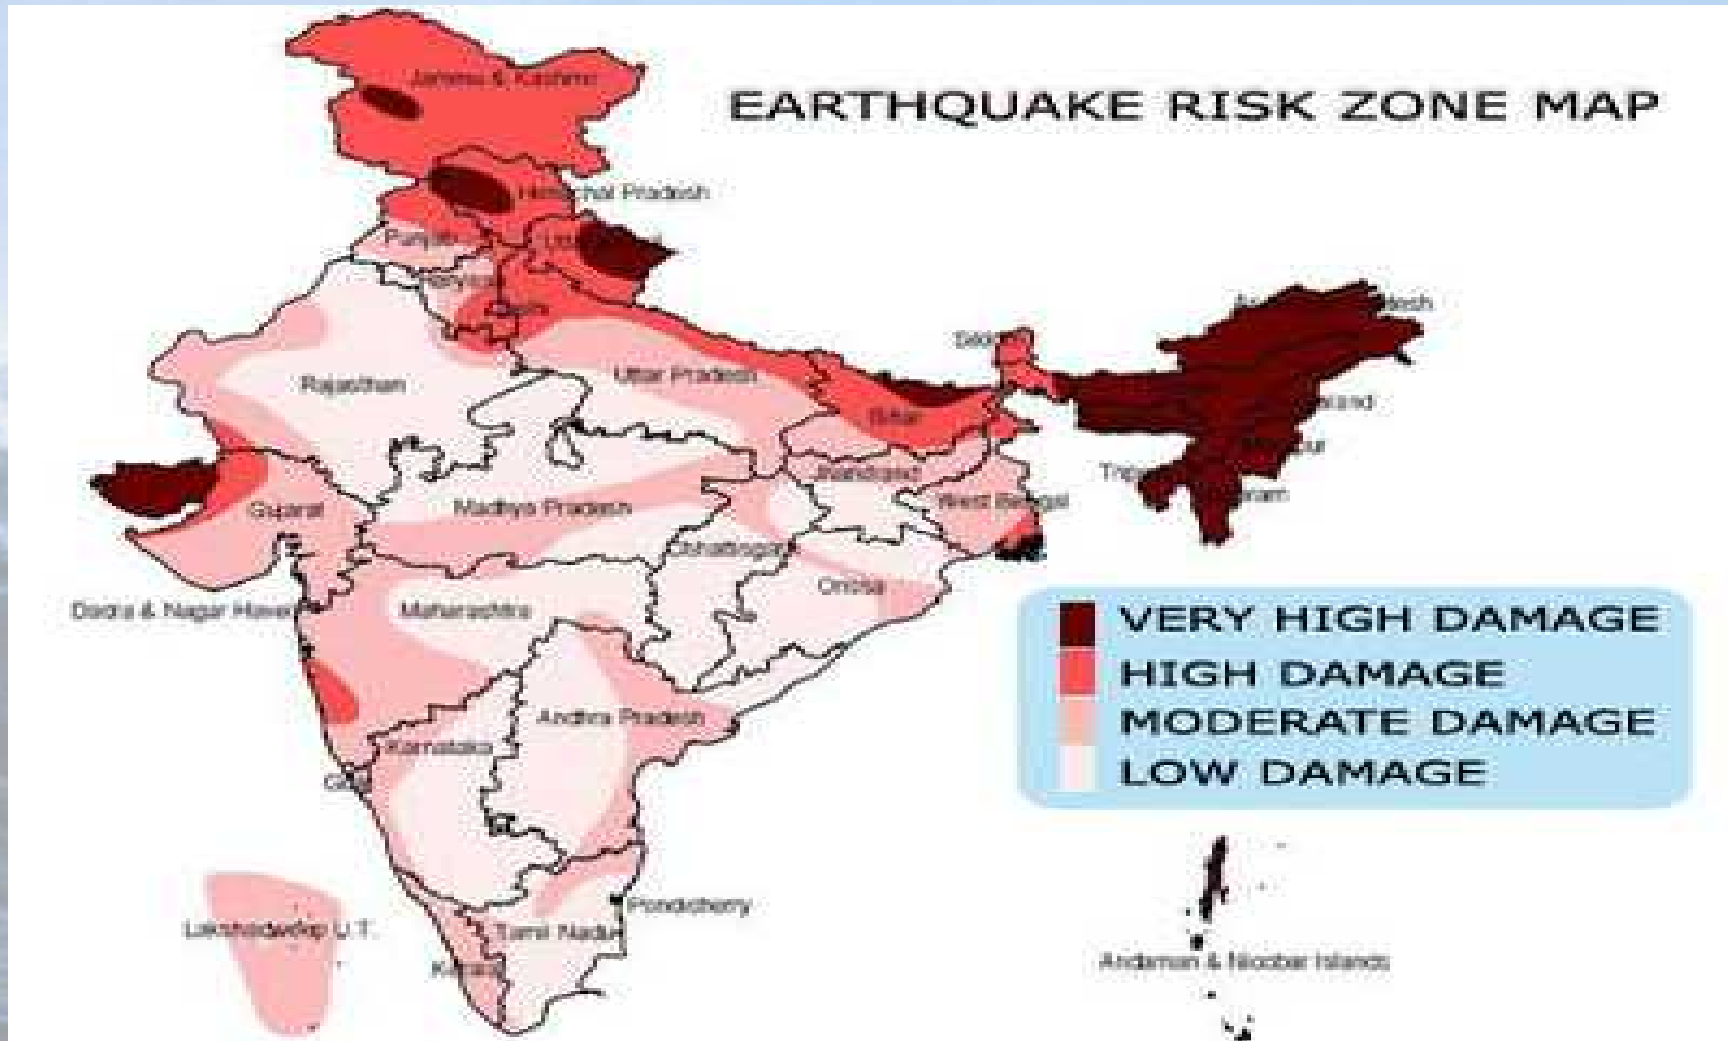 EARTHQUAKE RISK ZONE MAP
Jammu & Kashmir
Himachal Pradesh
Punjab
Haryana
Rajasthan
Uttar Pradesh
Bihar
Gujarat
Madhya Pradesh
Jharkhand
West Bengal
Chhattisgarh
Orissa
Dadra & Nagar Haveli
Maharashtra
Andhra Pradesh
Karnataka
Goa
Lakshadweep U.T.
Pondicherry
Tamil Nadu
Kerala
Andaman & Nicobar Islands
VERY HIGH DAMAGE
HIGH DAMAGE
MODERATE DAMAGE
LOW DAMAGE